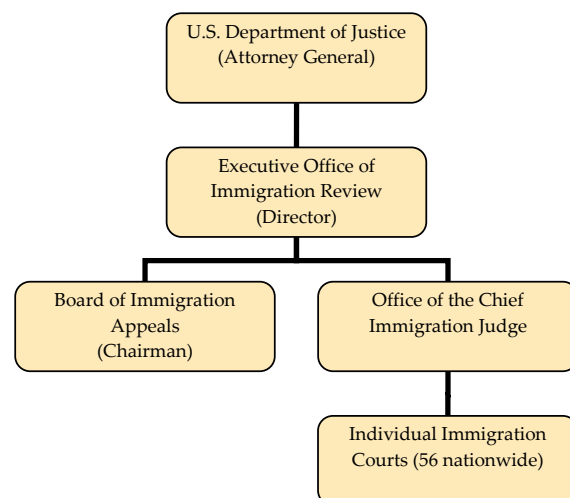 U.S. Department of Justice
(Attorney General)
Executive Office of
Immigration Review
(Director)
Board of Immigration
Appeals
(Chairman)
Office of the Chief
Immigration Judge
Individual Immigration
Courts (56 nationwide)